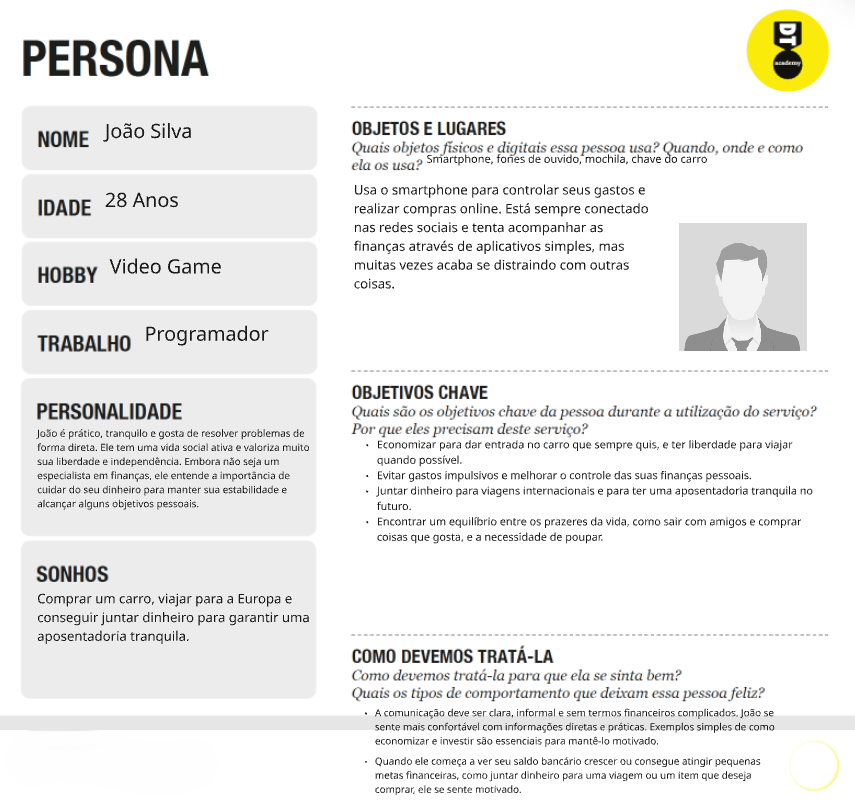 PERSONA
DT
academy
NOME João Silva
IDADE 28 Anos
HOBBY Video Game
TRABALHO Programador
PERSONALIDADE
João é prático, tranquilo e gosta de resolver problemas de
forma direta. Ele tem uma vida social ativa e valoriza muito
sua liberdade e independência. Embora não seja um
especialista em finanças, ele entende a importância de
cuidar do seu dinheiro para manter sua estabilidade e
alcançar alguns objetivos pessoais.
SONHOS
Comprar um carro, viajar para a Europa e
conseguir juntar dinheiro para garantir uma
aposentadoria tranquila.
OBJETOS E LUGARES
Quais objetos físicos e digitais essa pessoa usa? Quando, onde e como
ela os usa? Smartphone, fones de ouvido, mochila, chave do carro
Usa o smartphone para controlar seus gastos e
realizar compras online. Está sempre conectado
nas redes sociais e tenta acompanhar as
finanças através de aplicativos simples, mas
muitas vezes acaba se distraindo com outras
coisas.
OBJETIVOS CHAVE
Quais são os objetivos chave da pessoa durante a utilização do serviço?
Por que eles precisam deste serviço?
• Economizar para dar entrada no carro que sempre quis, e ter liberdade para viajar
quando possível.
• Evitar gastos impulsivos e melhorar o controle das suas finanças pessoais.
• Juntar dinheiro para viagens internacionais e para ter uma aposentadoria tranquila no
futuro.
• Encontrar um equilíbrio entre os prazeres da vida, como sair com amigos e comprar
coisas que gosta, e a necessidade de poupar.
COMO DEVEMOS TRATÁ-LA
Como devemos tratá-la para que ela se sinta bem?
Quais os tipos de comportamento que deixam essa pessoa feliz?
• A comunicação deve ser clara, informal e sem termos financeiros complicados. João se
sente mais confortável com informações diretas e práticas. Exemplos simples de como
economizar e investir são essenciais para mantê-lo motivado.
• Quando ele começa a ver seu saldo bancário crescer ou consegue atingir pequenas
metas financeiras, como juntar dinheiro para uma viagem ou um item que deseja
comprar, ele se sente motivado.